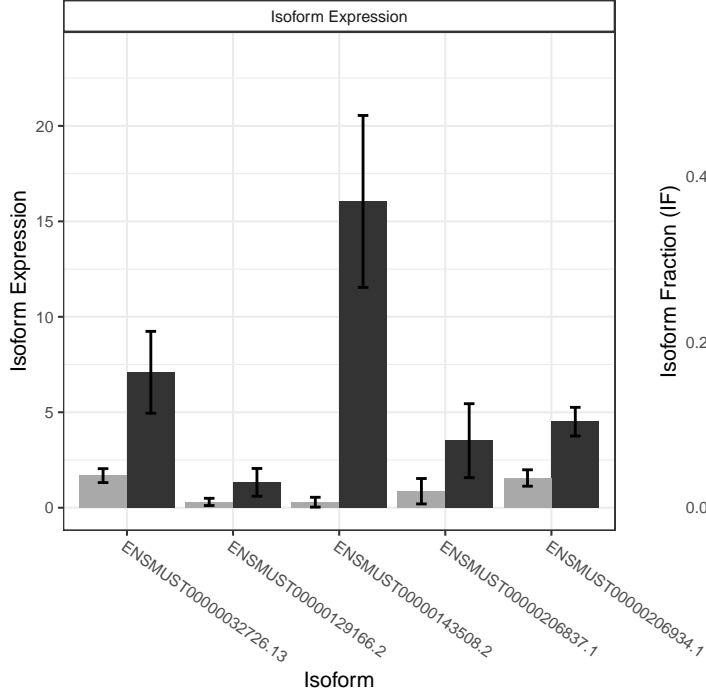 Isoform Expression
Isoform Expression
20
15
10
5
0
ENSMUST00000032726.13
ENSMUST00000129166.2
ENSMUST00000143508.2
ENSMUST00000206837.1
ENSMUST00000206934.1
Isoform
Isoform Fraction (IF)
0.4
0.2
0.0